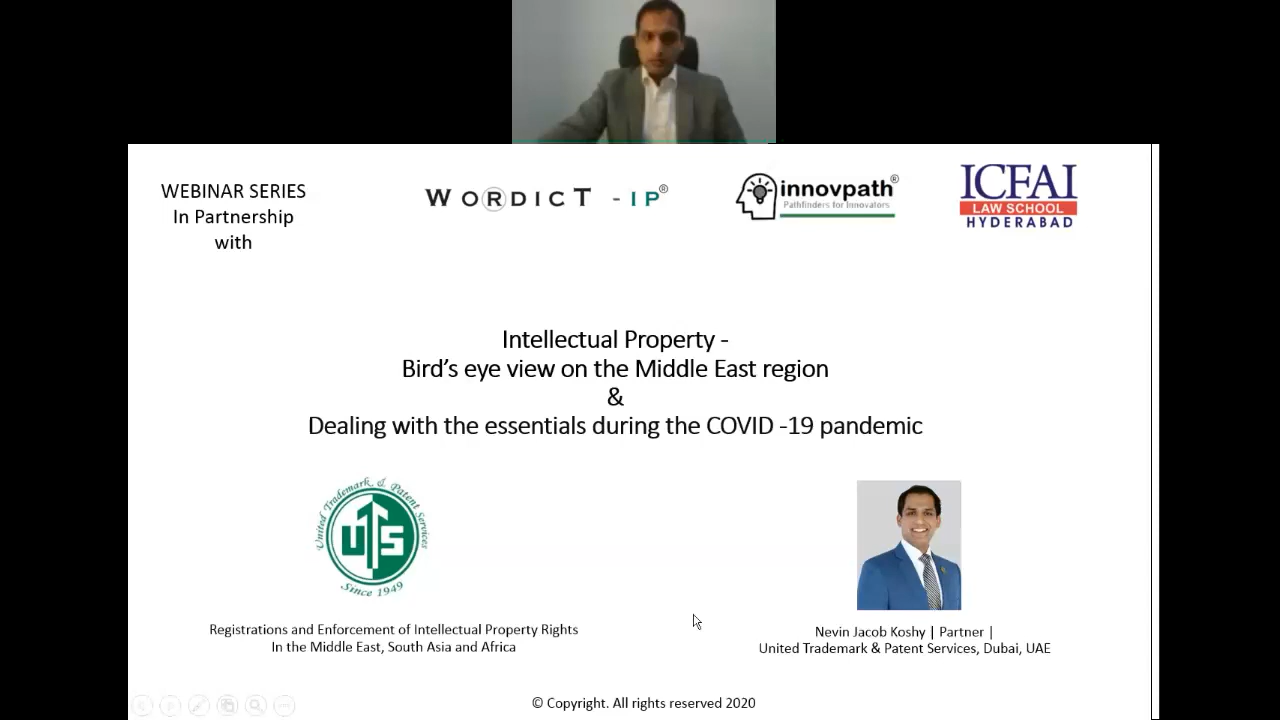 WEBINAR SERIES
In Partnership
with
WORDICT - IP®
innovpath®
Pathfinders for Innovators
ICFAI
LAW SCHOOL
HYDERABAD
Intellectual Property -
Bird's eye view on the Middle East region
&
Dealing with the essentials during the COVID -19 pandemic
United Trademark & Patent Services
UTS
Since 1949
Registrations and Enforcement of Intellectual Property Rights
In the Middle East, South Asia and Africa
Nevin Jacob Koshy | Partner |
United Trademark & Patent Services, Dubai, UAE
© Copyright. All rights reserved 2020